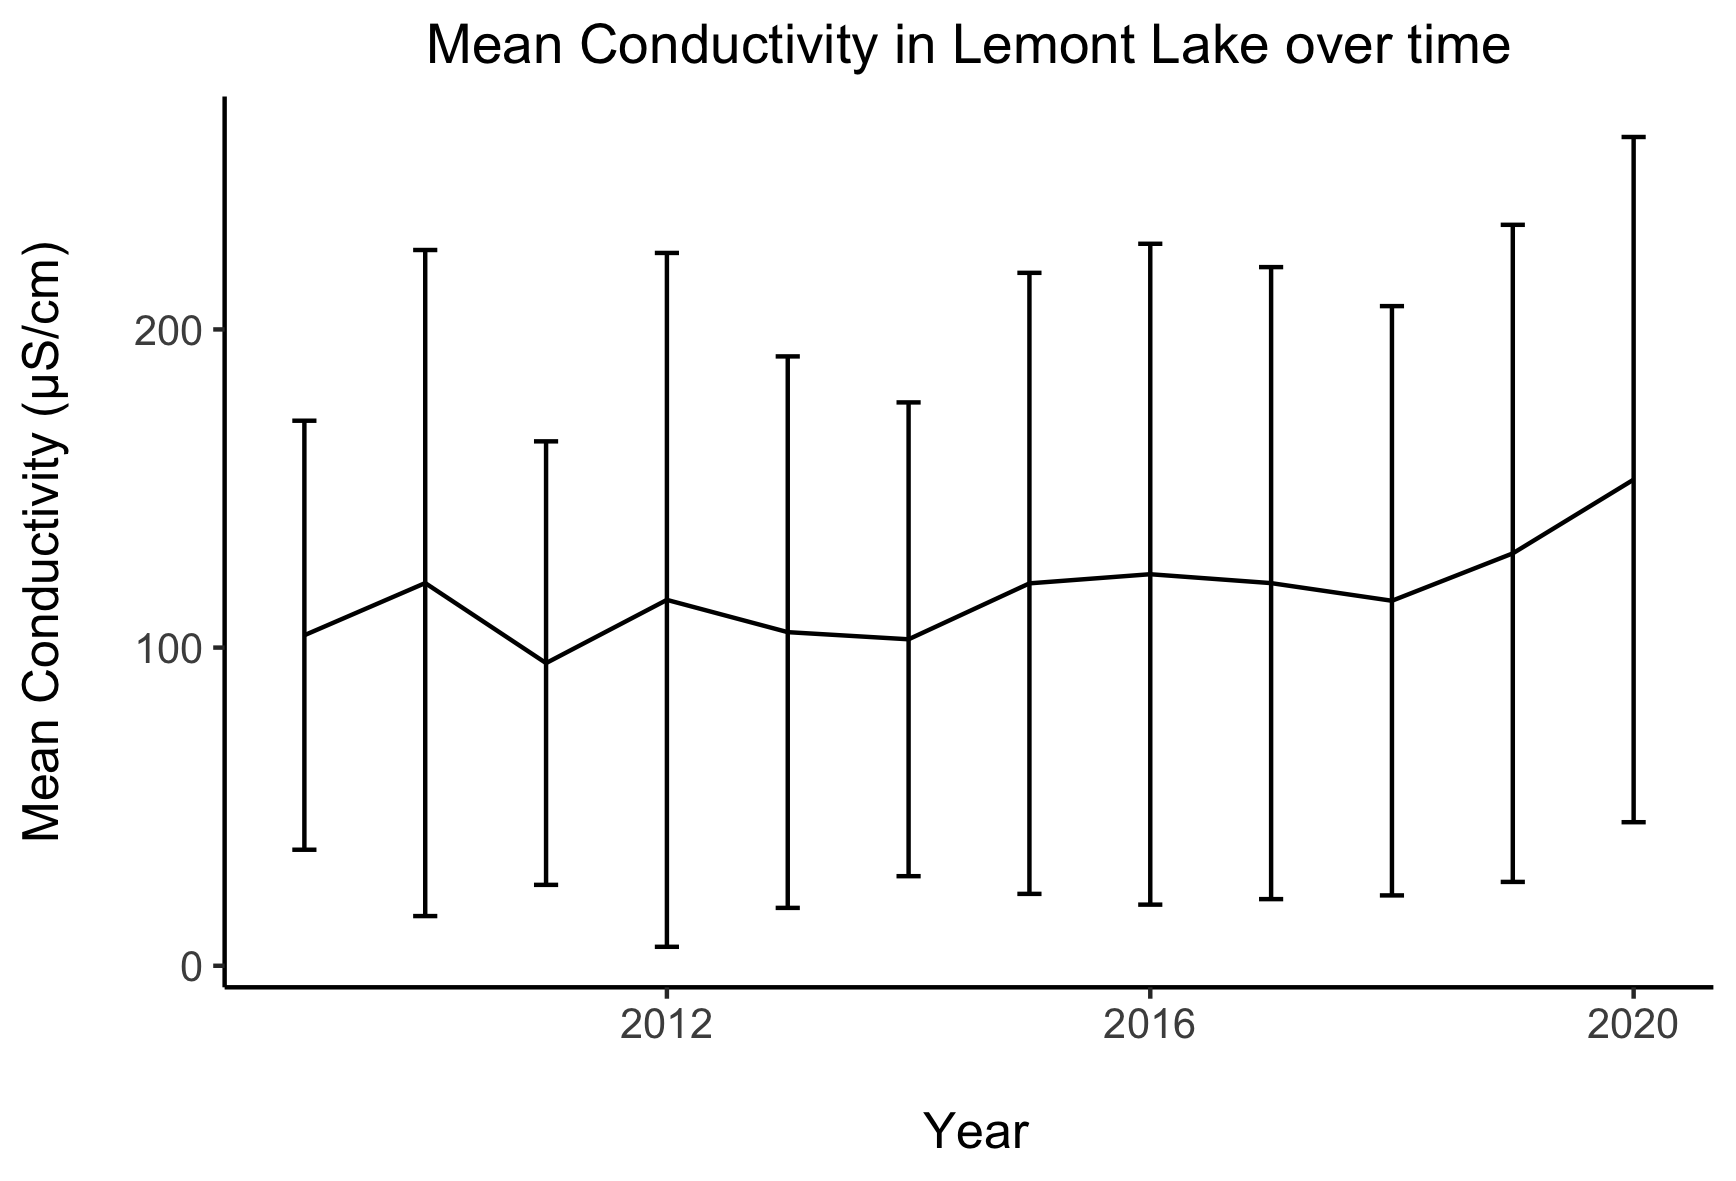 Mean Conductivity in Lemont Lake over time
Mean Conductivity (µS/cm)
200
100
0
2012 2016 2020
Year